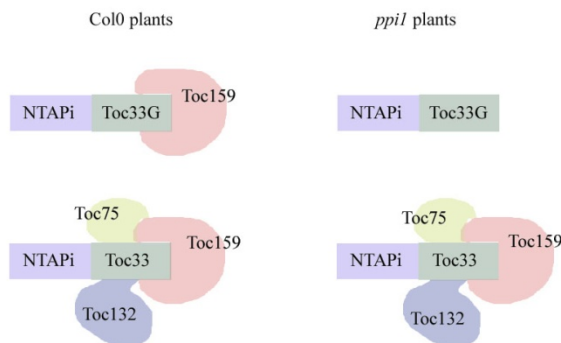 Col0 plants
ppi1 plants
NTAPi Toc33G Toc159
NTAPi Toc33G
Toc75
Toc159
NTAPi Toc33
Toc132
Toc75
Toc159
NTAPi Toc33
Toc132